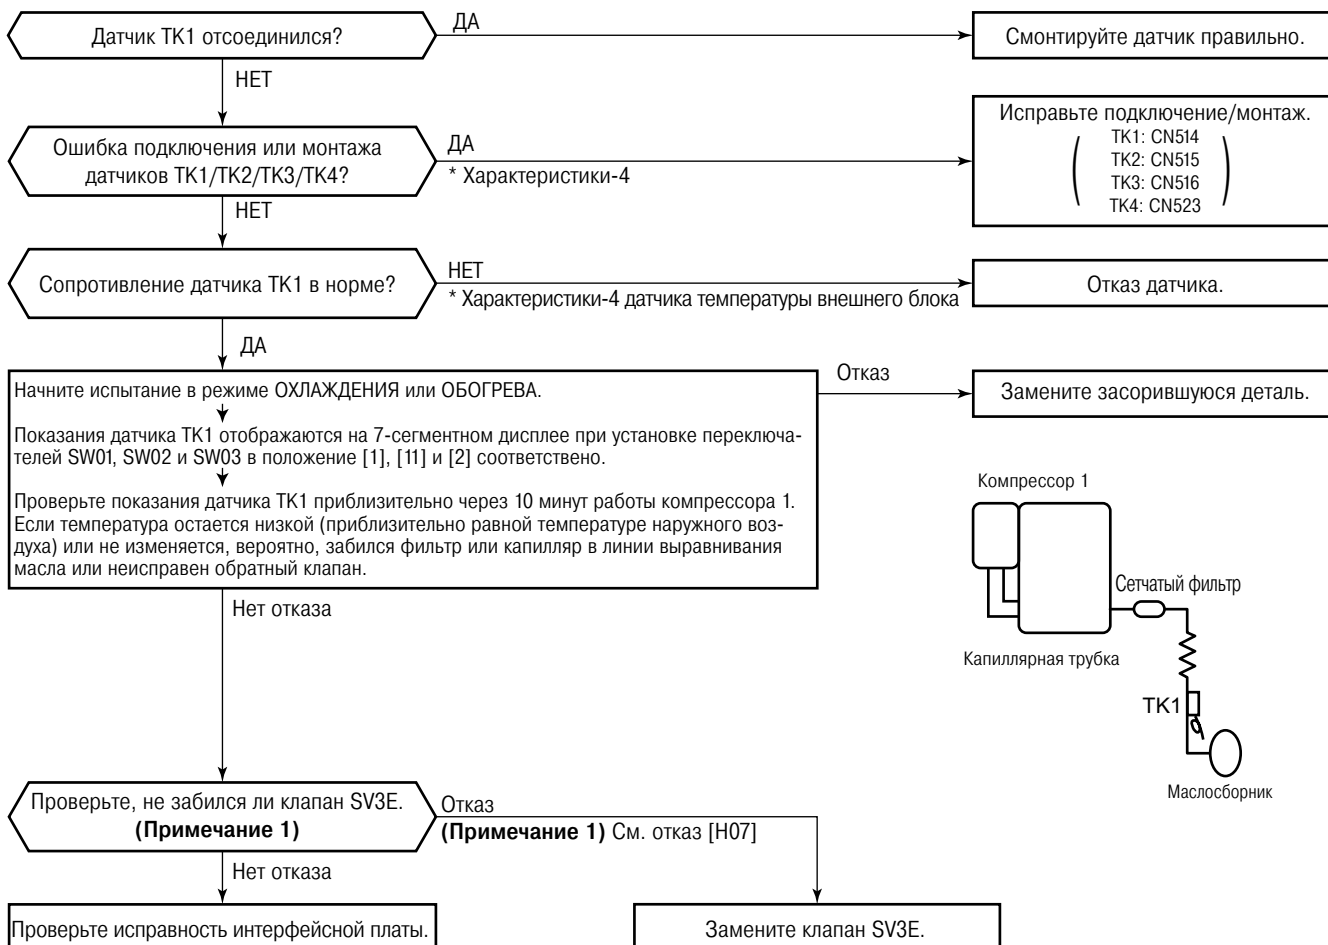 Датчик TK1 отсоединился?
ДА
Смонтируйте датчик правильно.
НЕТ
Ошибка подключения или монтажа
датчиков TK1/TK2/TK3/TK4?
ДА
* Характеристики-4
Исправьте подключение/монтаж.
TK1: CN514
TK2: CN515
TK3: CN516
TK4: CN523
НЕТ
Сопротивление датчика TK1 в норме?
НЕТ
* Характеристики-4 датчика температуры внешнего блока
Отказ датчика.
ДА
Начните испытание в режиме ОХЛАЖДЕНИЯ или ОБОГРЕВА.
Показания датчика TK1 отображаются на 7-сегментном дисплее при установке переключа-
телей SW01, SW02 и SW03 в положение [1], [11] и [2] соответствено.
Проверьте показания датчика TK1 приблизительно через 10 минут работы компрессора 1.
Если температура остается низкой (приблизительно равной температуре наружного воз-
духа) или не изменяется, вероятно, забился фильтр или капилляр в линии выравнивания
масла или неисправен обратный клапан.
Отказ
Замените засорившуюся деталь.
Компрессор 1
Сетчатый фильтр
Капиллярная трубка
TK1
Маслосборник
Нет отказа
Проверьте, не забился ли клапан SV3E.
(Примечание 1)
Отказ
(Примечание 1) См. отказ [H07]
Нет отказа
Проверьте исправность интерфейсной платы.
Замените клапан SV3E.